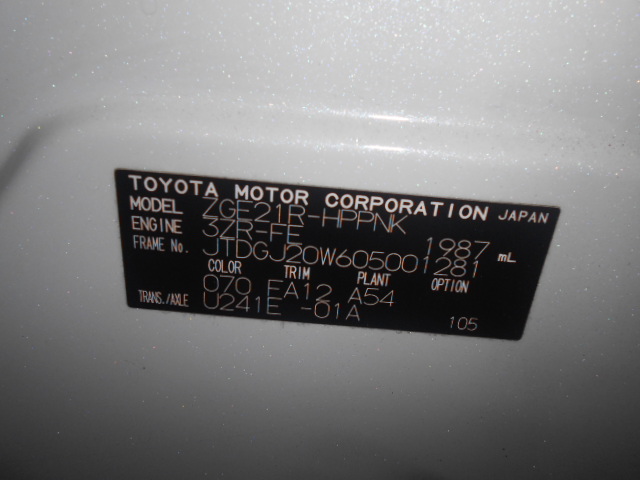 TOYOTA MOTOR CORPORATION JAPAN
MODEL ZGE21R-HPPNK
ENGINE 3ZR-FE 1987 mL
FRAME No. JTDGJ20W605001281
COLOR TRIM PLANT OPTION
070 FA12 A54
TRANS./AXLE U241E -01A
105